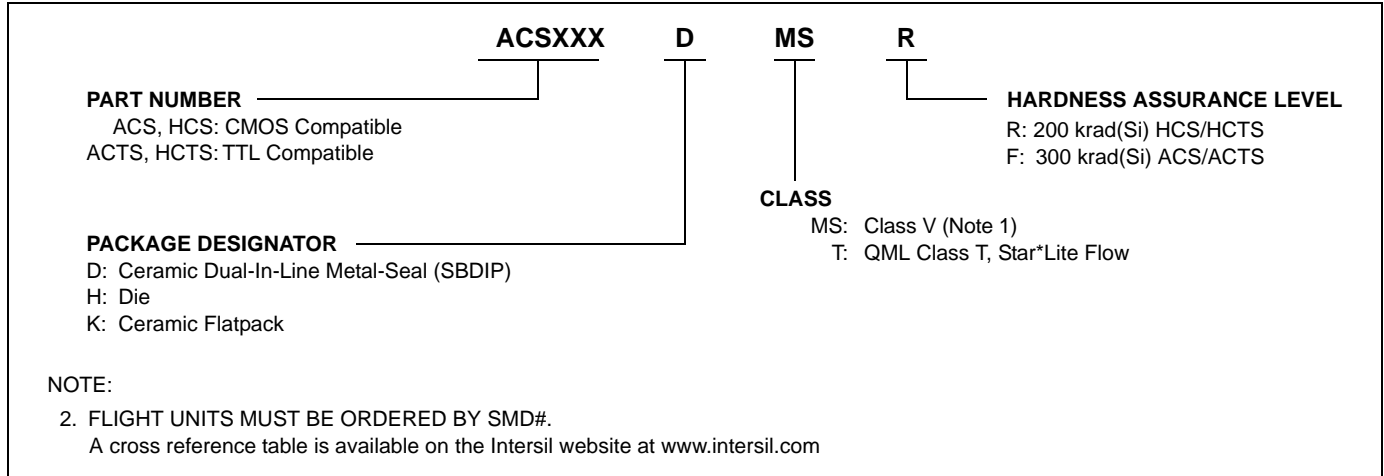 ACSXXX D MS R
PART NUMBER
ACS, HCS: CMOS Compatible
ACTS, HCTS: TTL Compatible
HARDNESS ASSURANCE LEVEL
R: 200 krad(Si) HCS/HCTS
F: 300 krad(Si) ACS/ACTS
CLASS
MS: Class V (Note 1)
T: QML Class T, Star*Lite Flow
PACKAGE DESIGNATOR
D: Ceramic Dual-In-Line Metal-Seal (SBDIP)
H: Die
K: Ceramic Flatpack
NOTE:
2. FLIGHT UNITS MUST BE ORDERED BY SMD#.
A cross reference table is available on the Intersil website at www.intersil.com